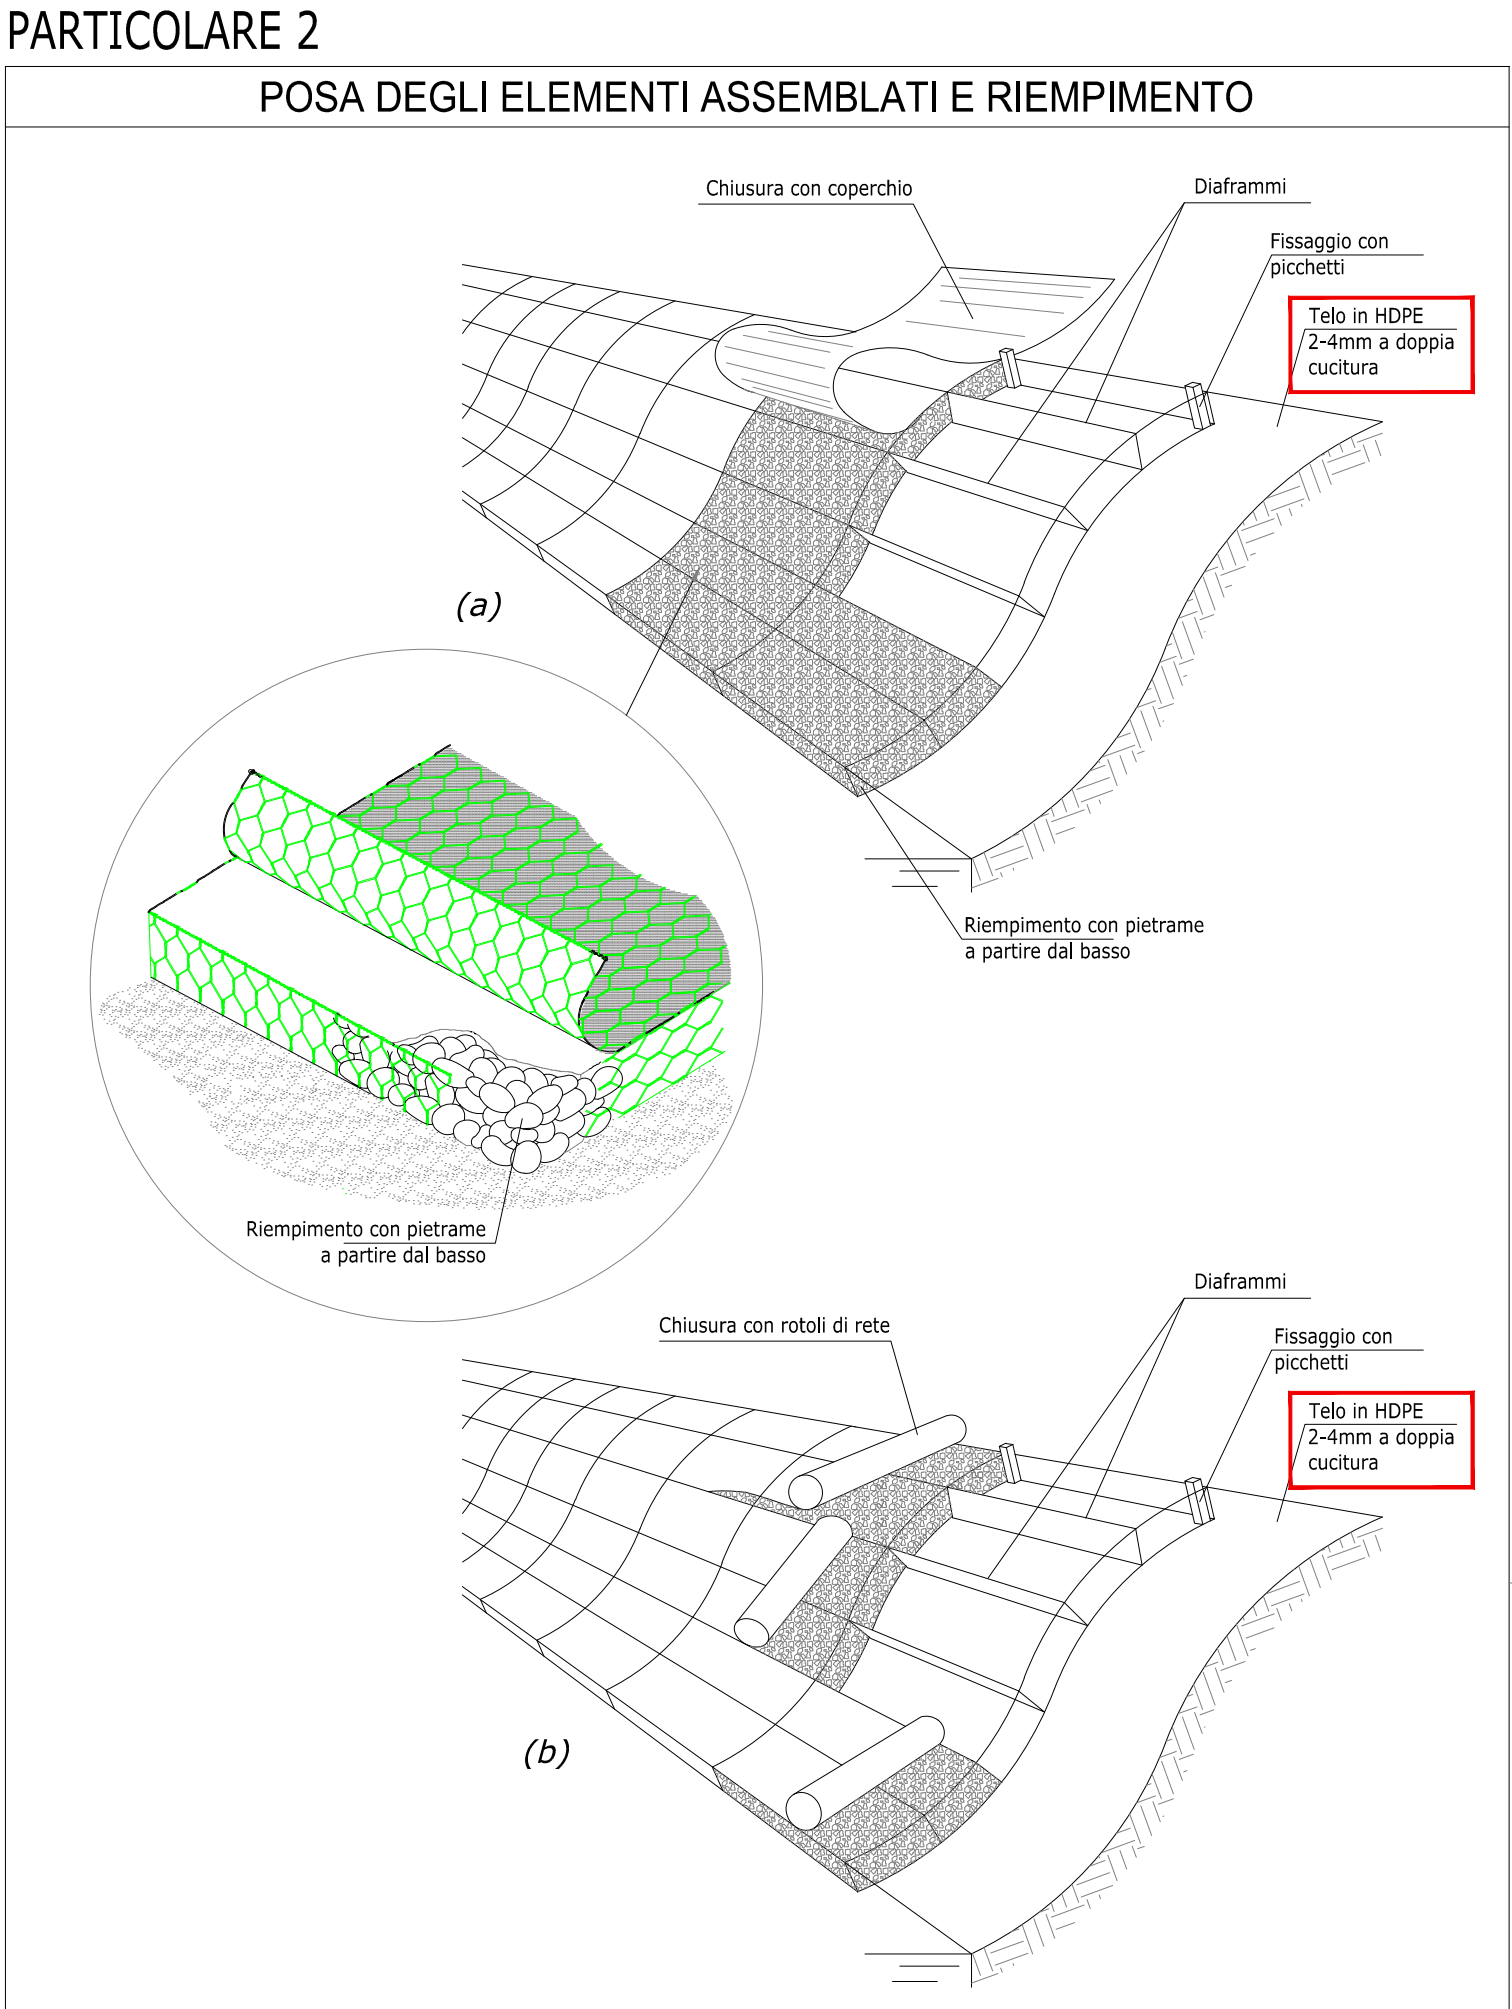 PARTICOLARE 2
POSA DEGLI ELEMENTI ASSEMBLATI E RIEMPIMENTO
Chiusura con coperchio
Diaframmi
Fissaggio con
picchetti
Telo in HDPE
2-4mm a doppia
cucitura
(a)
Riempimento con pietrame
a partire dal basso
Riempimento con pietrame
a partire dal basso
Diaframmi
Chiusura con rotoli di rete
Fissaggio con
picchetti
Telo in HDPE
2-4mm a doppia
cucitura
(b)